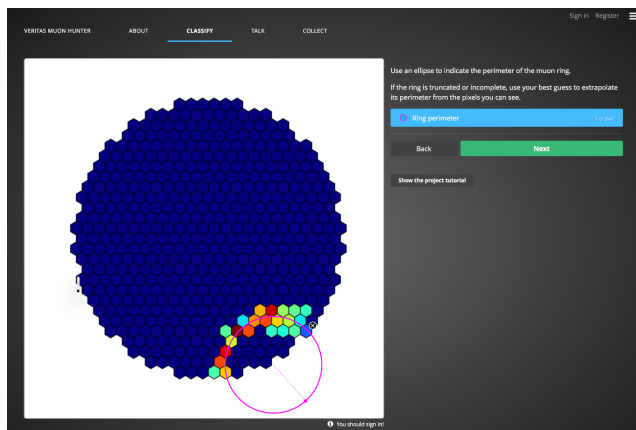 Sign in Register
VERITAS MUON HUNTER ABOUT CLASSIFY TALK COLLECT
Use an ellipse to indicate the perimeter of the muon ring.
If the ring is truncated or incomplete, use your best guess to extrapolate
its perimeter from the pixels you can see.
Ring perimeter
Back Next
Show the project tutorial
You should sign in!